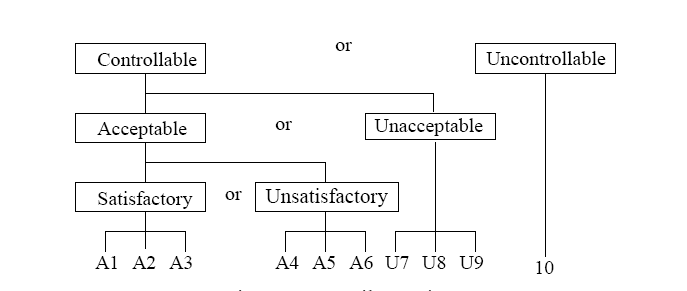 or
Controllable
Uncontrollable
Acceptable or Unacceptable
Satisfactory or Unsatisfactory
A1 A2 A3 A4 A5 A6 U7 U8 U9 10